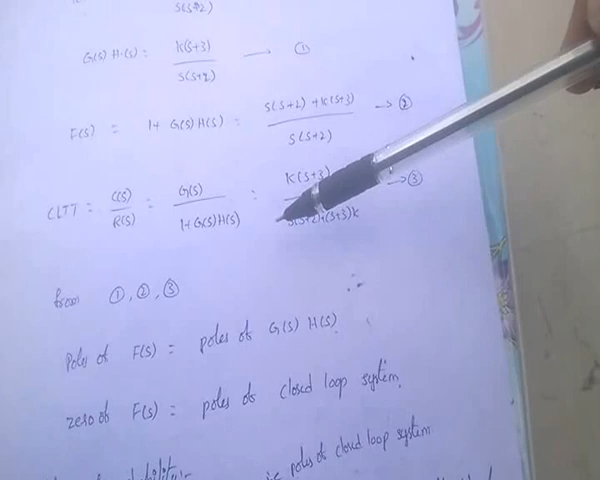 S(S+2)
G(S) H(S) = K(S+3) / S(S+2) → ①
F(S) = 1+ G(S) H(S) = S(S+2) + K(S+3) / S(S+2) → ②
CLTF = C(S) / R(S) = G(S) / 1+G(S)H(S) = K(S+3) / S(S+2)+(S+3)K → ③
from ①, ②, ③
Poles of F(S) = poles of G(S) H(S)
zero of F(S) = poles of closed loop system
poles of closed loop system